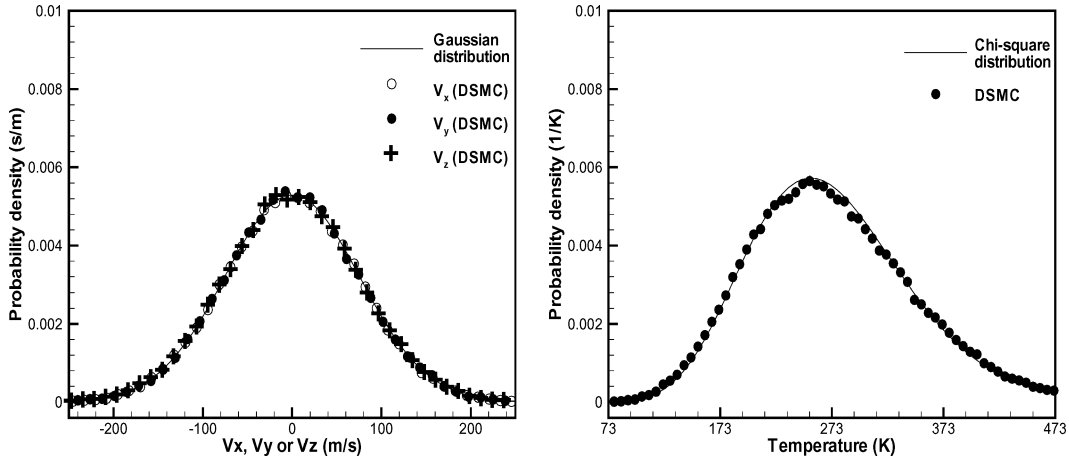 0.01
0.008
0.006
0.004
0.002
0
Probability density (s/m)
Gaussian
distribution
Vx (DSMC)
Vy (DSMC)
Vz (DSMC)
-200 -100 0 100 200
Vx, Vy or Vz (m/s)
0.01
0.008
0.006
0.004
0.002
0
Probability density (1/K)
Chi-square
distribution
DSMC
73 173 273 373 473
Temperature (K)